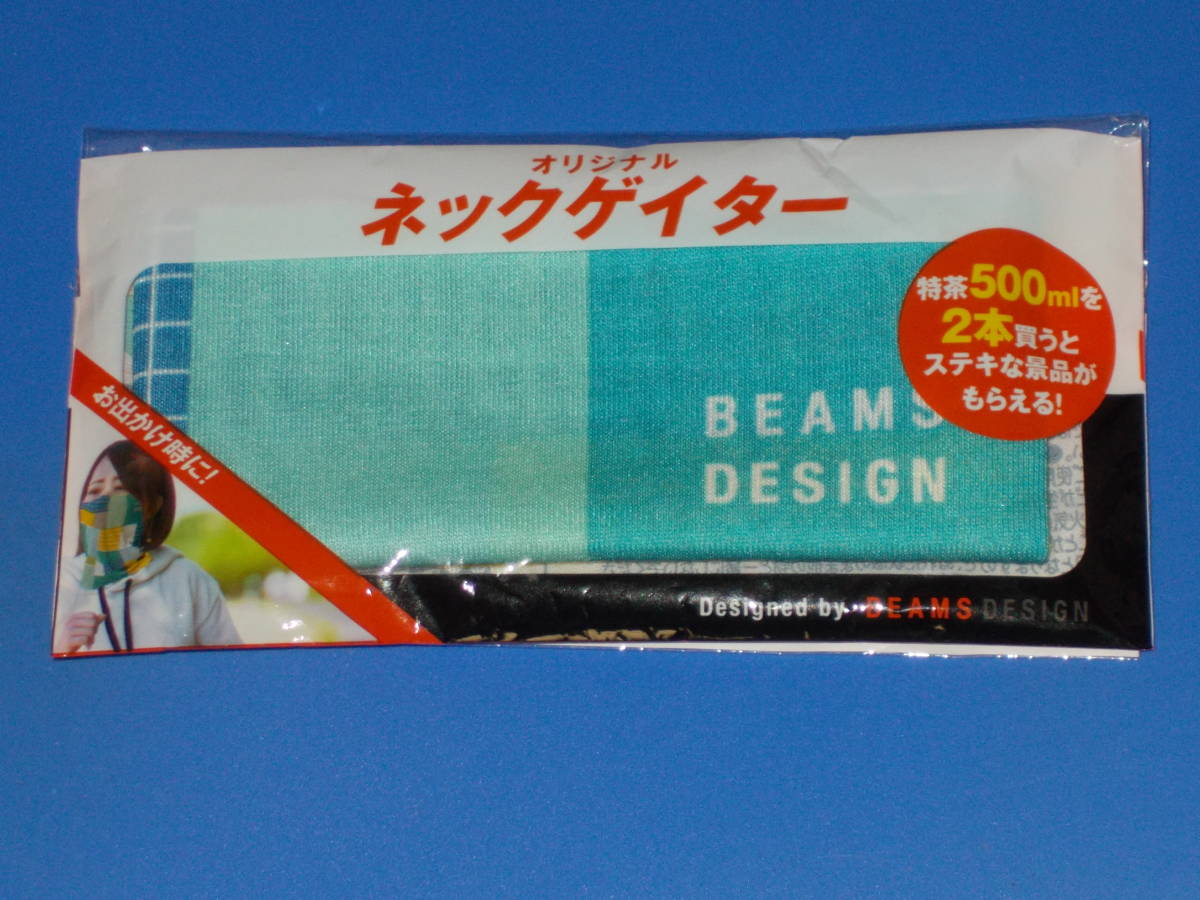 オリジナル
ネックゲイター
特茶500mlを
2本買うと
ステキな景品が
もらえる!
お出かけ時に!
BEAMS
DESIGN
Designed by BEAMS DESIGN